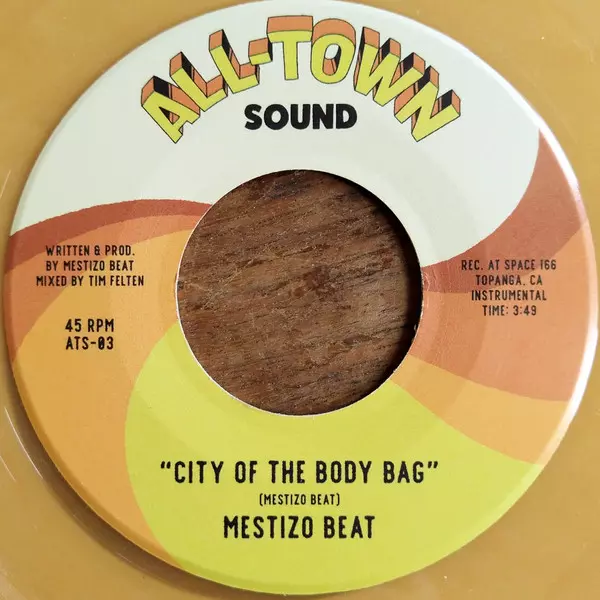 ALL-TOWN
SOUND
WRITTEN & PROD.
BY MESTIZO BEAT
MIXED BY TIM FELTEN
45 RPM
ATS-03
REC. AT SPACE 166
TOPANGA, CA
INSTRUMENTAL
TIME: 3:49
"CITY OF THE BODY BAG"
(MESTIZO BEAT)
MESTIZO BEAT